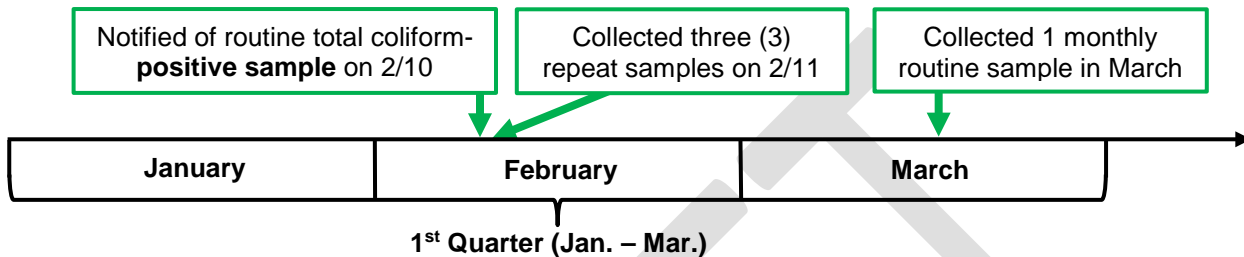 Notified of routine total coliform-
positive sample on 2/10
Collected three (3)
repeat samples on 2/11
Collected 1 monthly
routine sample in March
January
February
March
1st Quarter (Jan. – Mar.)